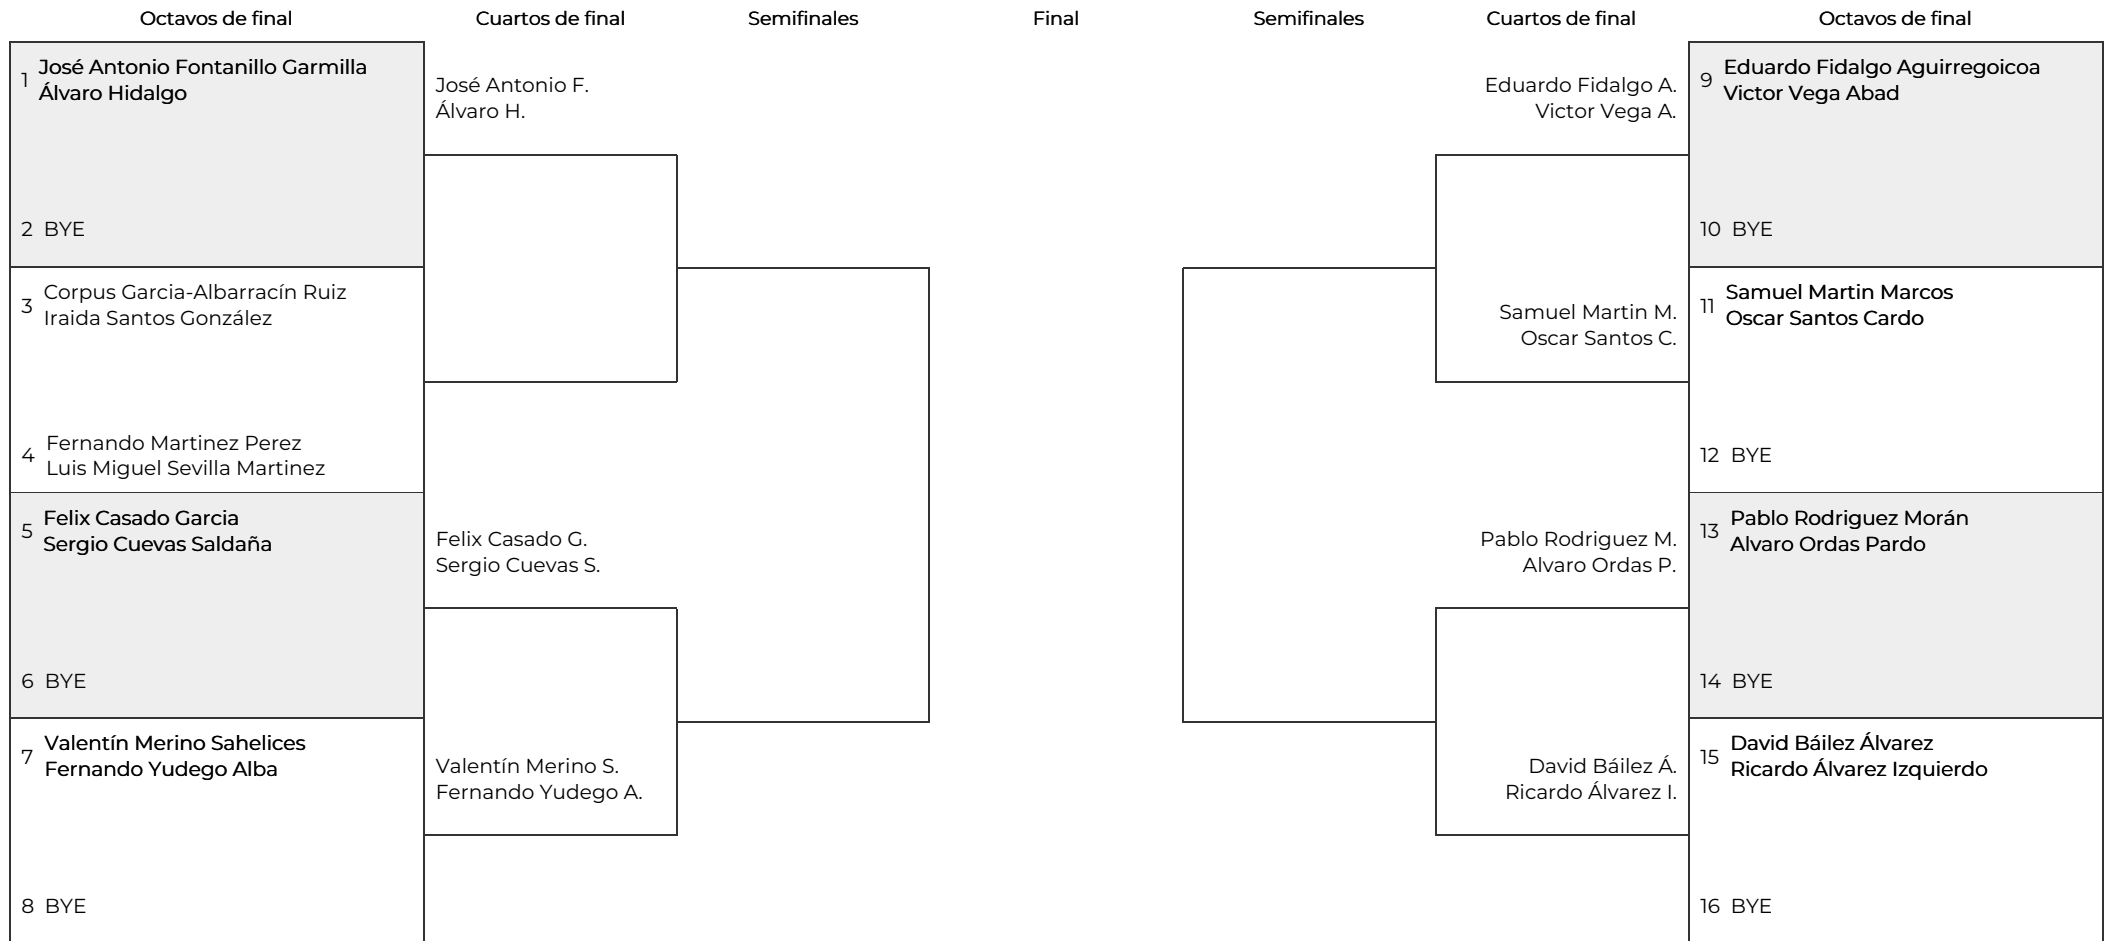 Octavos de final
Cuartos de final
Semifinales
Final
Semifinales
Cuartos de final
Octavos de final
1 José Antonio Fontanillo Garmilla
Álvaro Hidalgo
2 BYE
3 Corpus Garcia-Albarracín Ruiz
Iraida Santos González
4 Fernando Martinez Perez
Luis Miguel Sevilla Martinez
5 Felix Casado Garcia
Sergio Cuevas Saldaña
6 BYE
7 Valentín Merino Sahelices
Fernando Yudego Alba
8 BYE
José Antonio F.
Álvaro H.
Felix Casado G.
Sergio Cuevas S.
Valentín Merino S.
Fernando Yudego A.
Eduardo Fidalgo A.
Victor Vega A.
Samuel Martin M.
Oscar Santos C.
Pablo Rodriguez M.
Alvaro Ordas P.
David Báilez Á.
Ricardo Álvarez I.
9 Eduardo Fidalgo Aguirregoicoa
Victor Vega Abad
10 BYE
11 Samuel Martin Marcos
Oscar Santos Cardo
12 BYE
13 Pablo Rodriguez Morán
Alvaro Ordas Pardo
14 BYE
15 David Báilez Álvarez
Ricardo Álvarez Izquierdo
16 BYE